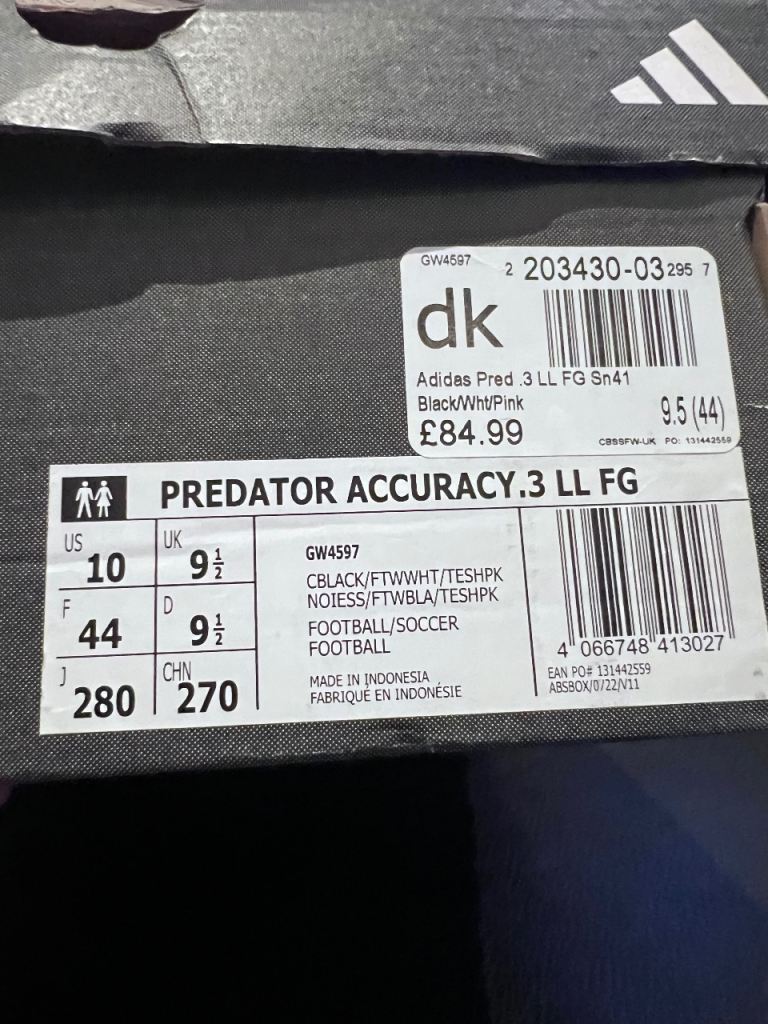 GW4597 2 203430-03 295 7
dk
Adidas Pred .3 LL FG Sn41
Black/Wht/Pink 9.5 (44)
£84.99 CBSSFW-UK PO: 131442559
PREDATOR ACCURACY.3 LL FG
US 10 UK 9½
F 44 D 9½
J 280 CHN 270
GW4597
CBLACK/FTWWHT/TESHPK
NOIESS/FTWBLA/TESHPK
FOOTBALL/SOCCER
FOOTBALL
MADE IN INDONESIA
FABRIQUÉ EN INDONÉSIE
4 066748 413027
EAN PO# 131442559
ABSBOX/0722/V11